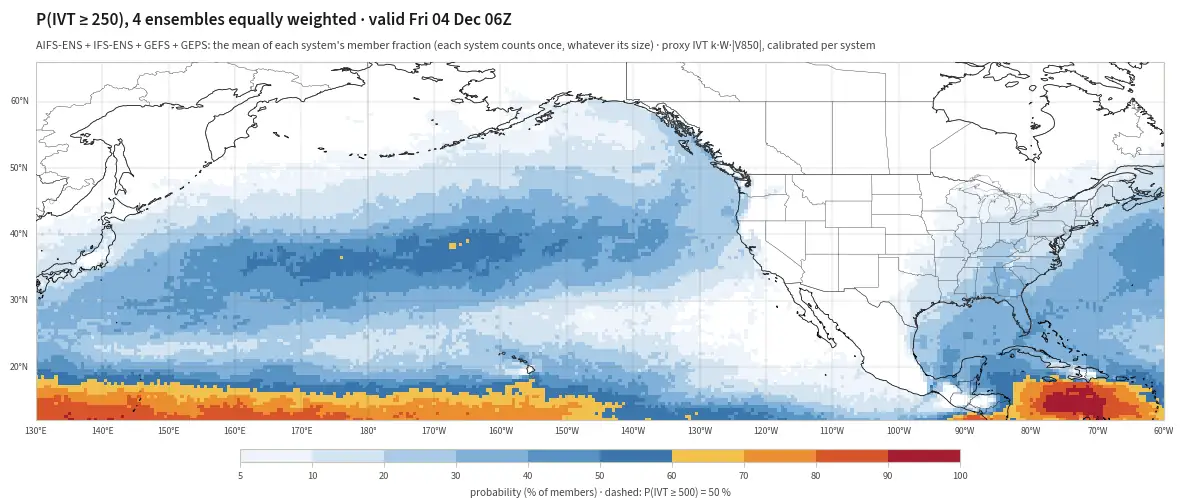 P(IVT ≥ 250), 4 ensembles equally weighted · valid Fri 04 Dec 06Z
AIFS-ENS + IFS-ENS + GEFS + GEPS: the mean of each system's member fraction (each system counts once, whatever its size) · proxy IVT k·W·|V850|, calibrated per system
60°N
50°N
40°N
30°N
20°N
130°E 140°E 150°E 160°E 170°E 180° 170°W 160°W 150°W 140°W 130°W 120°W 110°W 100°W 90°W 80°W 70°W 60°W
5 10 20 30 40 50 60 70 80 90 100
probability (% of members) · dashed: P(IVT ≥ 500) = 50 %